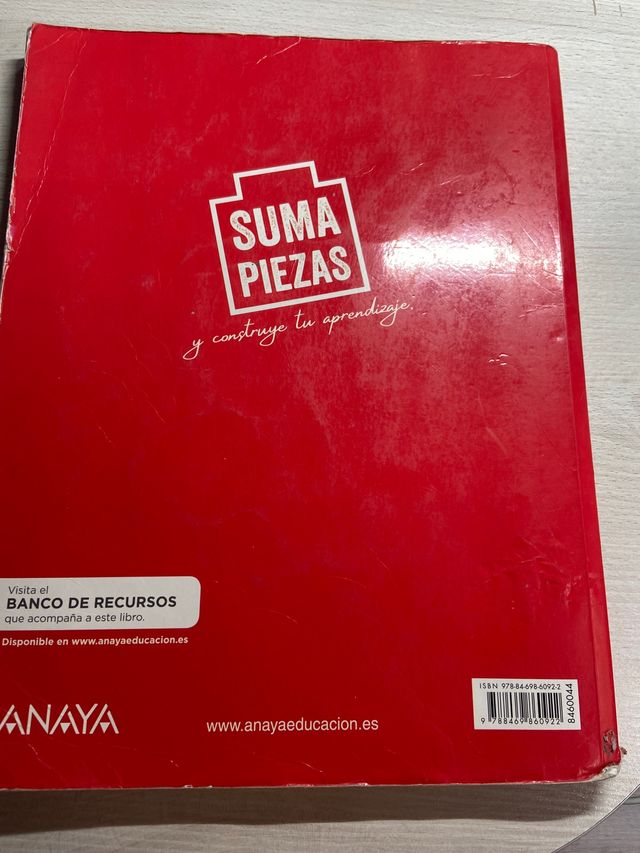 SUMA
PIEZAS
y construye tu aprendizaje.
Visita el
BANCO DE RECURSOS
que acompaña a este libro.
Disponible en www.anayaeducacion.es
ANAYA
www.anayaeducacion.es
ISBN 978-84-698-6092-2
9 788469 860922
8460044